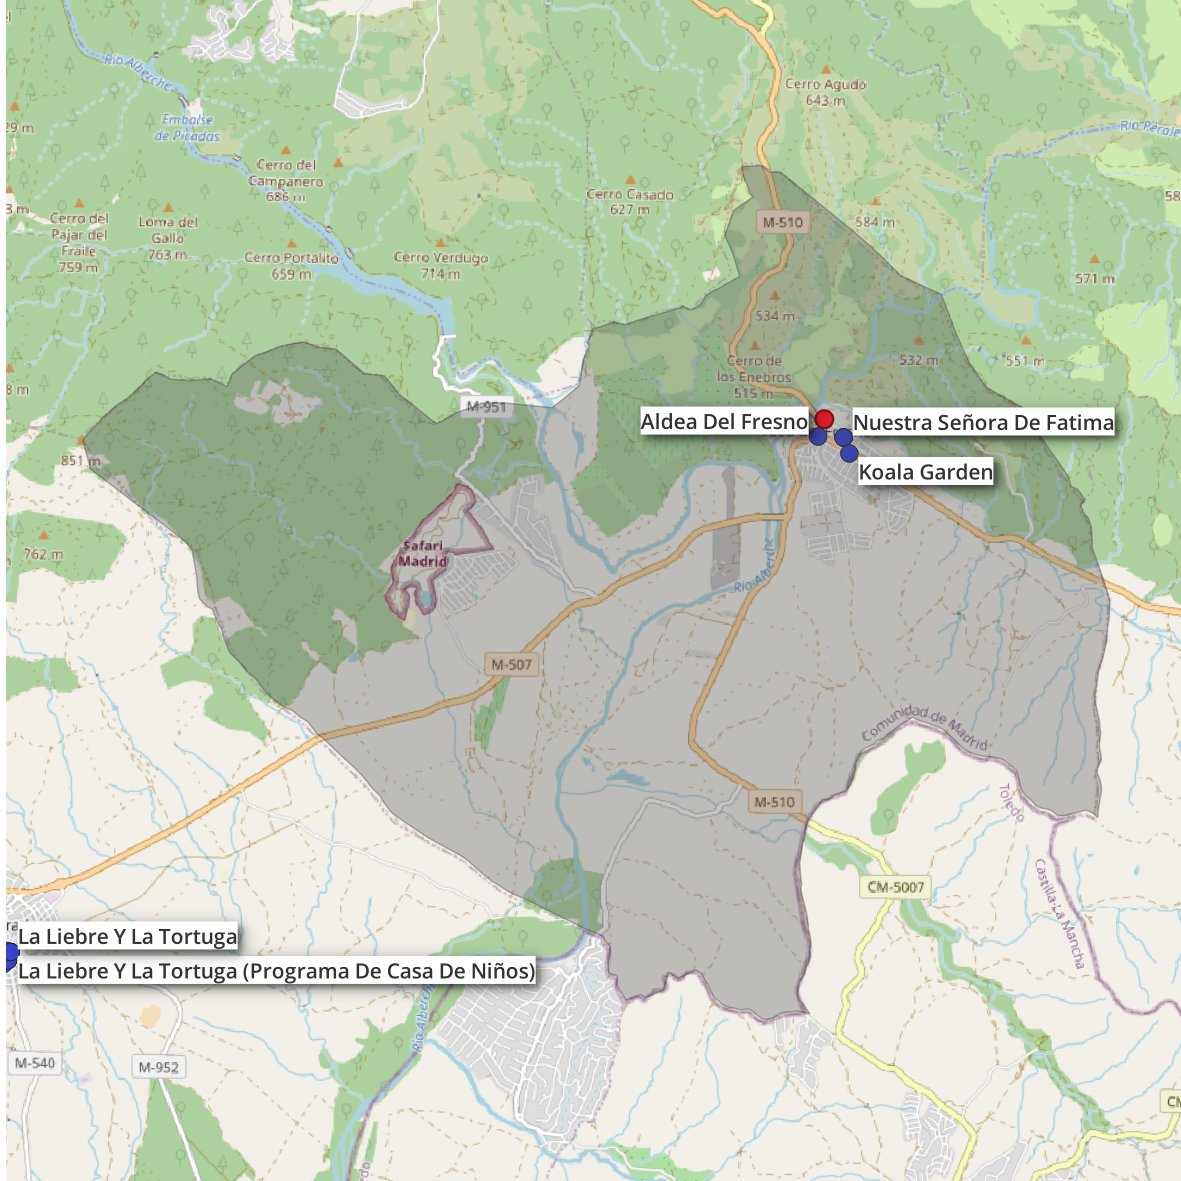 Río Alberche
Embalse
de Picadas
29 m
Cerro Agudo
643 m
Cerro del
Campanero
686 m
Cerro Casado
627 m
Cerro del
Pajar del
Fraile
759 m
Loma del
Gallo
763 m
M-510
584 m
Cerro Portalito
659 m
Cerro Verdugo
714 m
571 m
534 m
532 m
551 m
Cerro de
los Enebros
515 m
8 m
M-951
Aldea Del Fresno
Nuestra Señora De Fatima
Koala Garden
851 m
762 m
Safari
Madrid
Río Alberche
M-507
Comunidad de Madrid
Toledo
M-510
Castilla-La Mancha
CM-5007
La Liebre Y La Tortuga
La Liebre Y La Tortuga (Programa De Casa De Niños)
Río Alberche
M-540
M-952